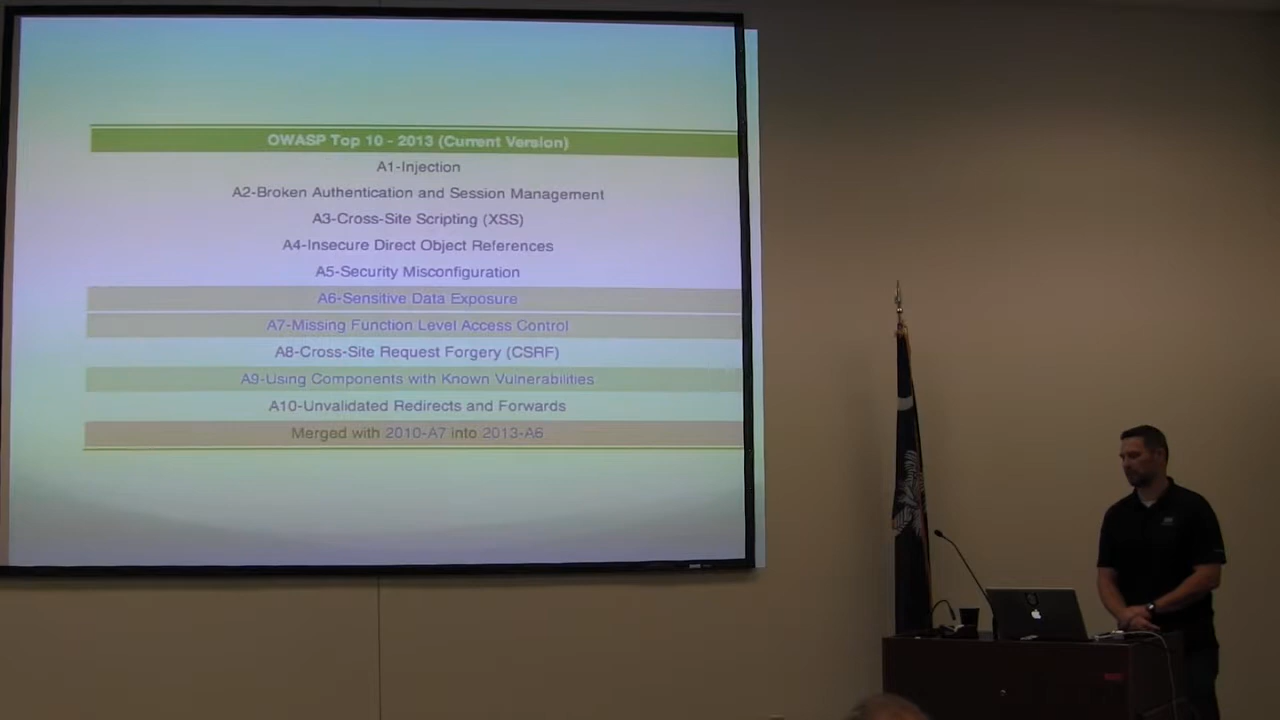 OWASP Top 10 - 2013 (Current Version)
A1-Injection
A2-Broken Authentication and Session Management
A3-Cross-Site Scripting (XSS)
A4-Insecure Direct Object References
A5-Security Misconfiguration
A6-Sensitive Data Exposure
A7-Missing Function Level Access Control
A8-Cross-Site Request Forgery (CSRF)
A9-Using Components with Known Vulnerabilities
A10-Unvalidated Redirects and Forwards
Merged with 2010-A7 into 2013-A6